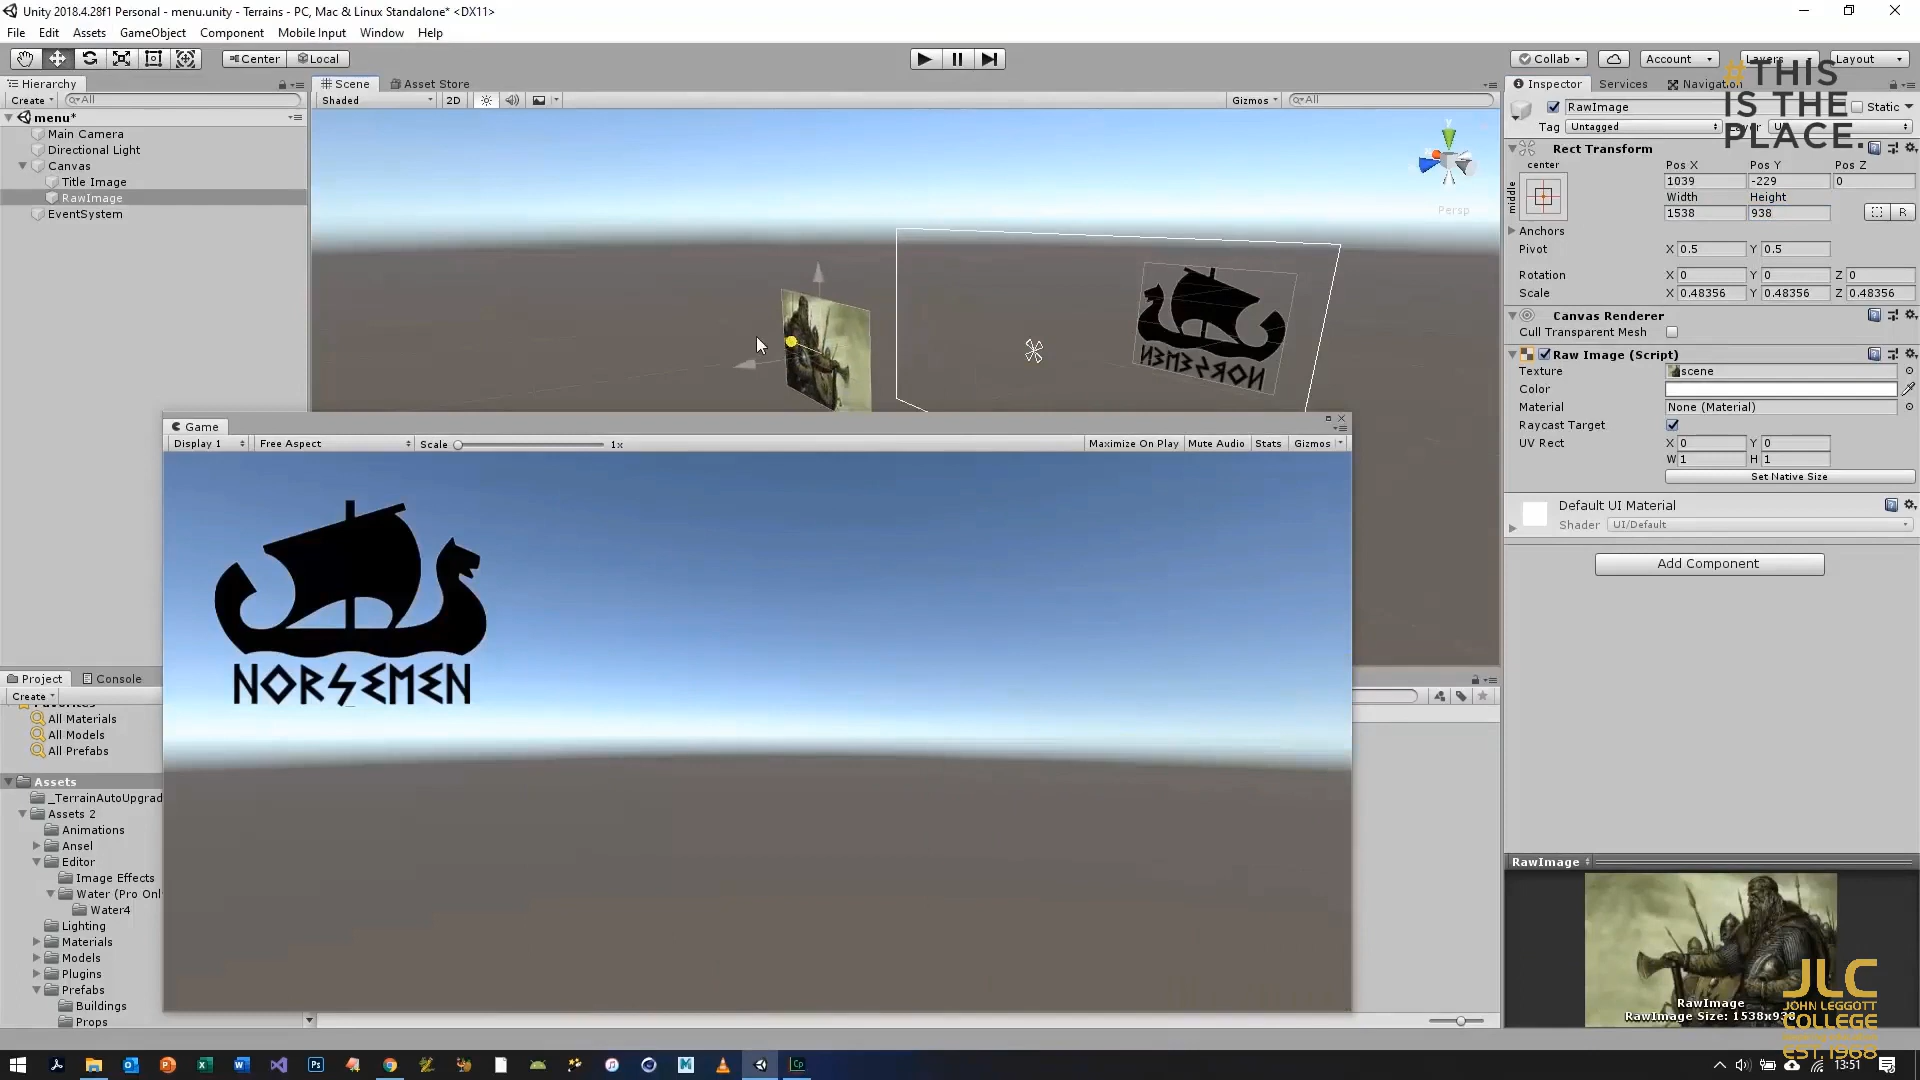 Unity 2018.4.28f1 Personal - menu.unity - Terrains - PC, Mac & Linux Standalone* <DX11>
File Edit Assets GameObject Component Mobile Input Window Help
Center Local Collab Account Layers Layout
Hierarchy
Create All
menu*
Main Camera
Directional Light
Canvas
Title Image
RawImage
EventSystem
Scene Asset Store
Shaded 2D Gizmos All
Persp
NORSEMEN
Game
Display 1 Free Aspect Scale 1x Maximize On Play Mute Audio Stats Gizmos
NORSEMEN
Inspector Services Navigation
#THIS
IS THE
PLACE.
RawImage Static
Tag Untagged Layer
Rect Transform
center Pos X Pos Y Pos Z
middle
1039 -229 0
Width Height
1538 938 R
Anchors
Pivot X 0.5 Y 0.5
Rotation X 0 Y 0 Z 0
Scale X 0.48356 Y 0.48356 Z 0.48356
Canvas Renderer
Cull Transparent Mesh
Raw Image (Script)
Texture scene
Color
Material None (Material)
Raycast Target
UV Rect X 0 Y 0
W 1 H 1
Set Native Size
Default UI Material
Shader UI/Default
Add Component
RawImage
RawImage
RawImage Size: 1538x938
JLC
JOHN LEGGOTT
COLLEGE
EST.1968
Project Console
Create
Favorites
All Materials
All Models
All Prefabs
Assets
_TerrainAutoUpgrad
Assets 2
Animations
Ansel
Editor
Image Effects
Water (Pro Onl
Water4
Lighting
Materials
Models
Plugins
Prefabs
Buildings
Props
13:51